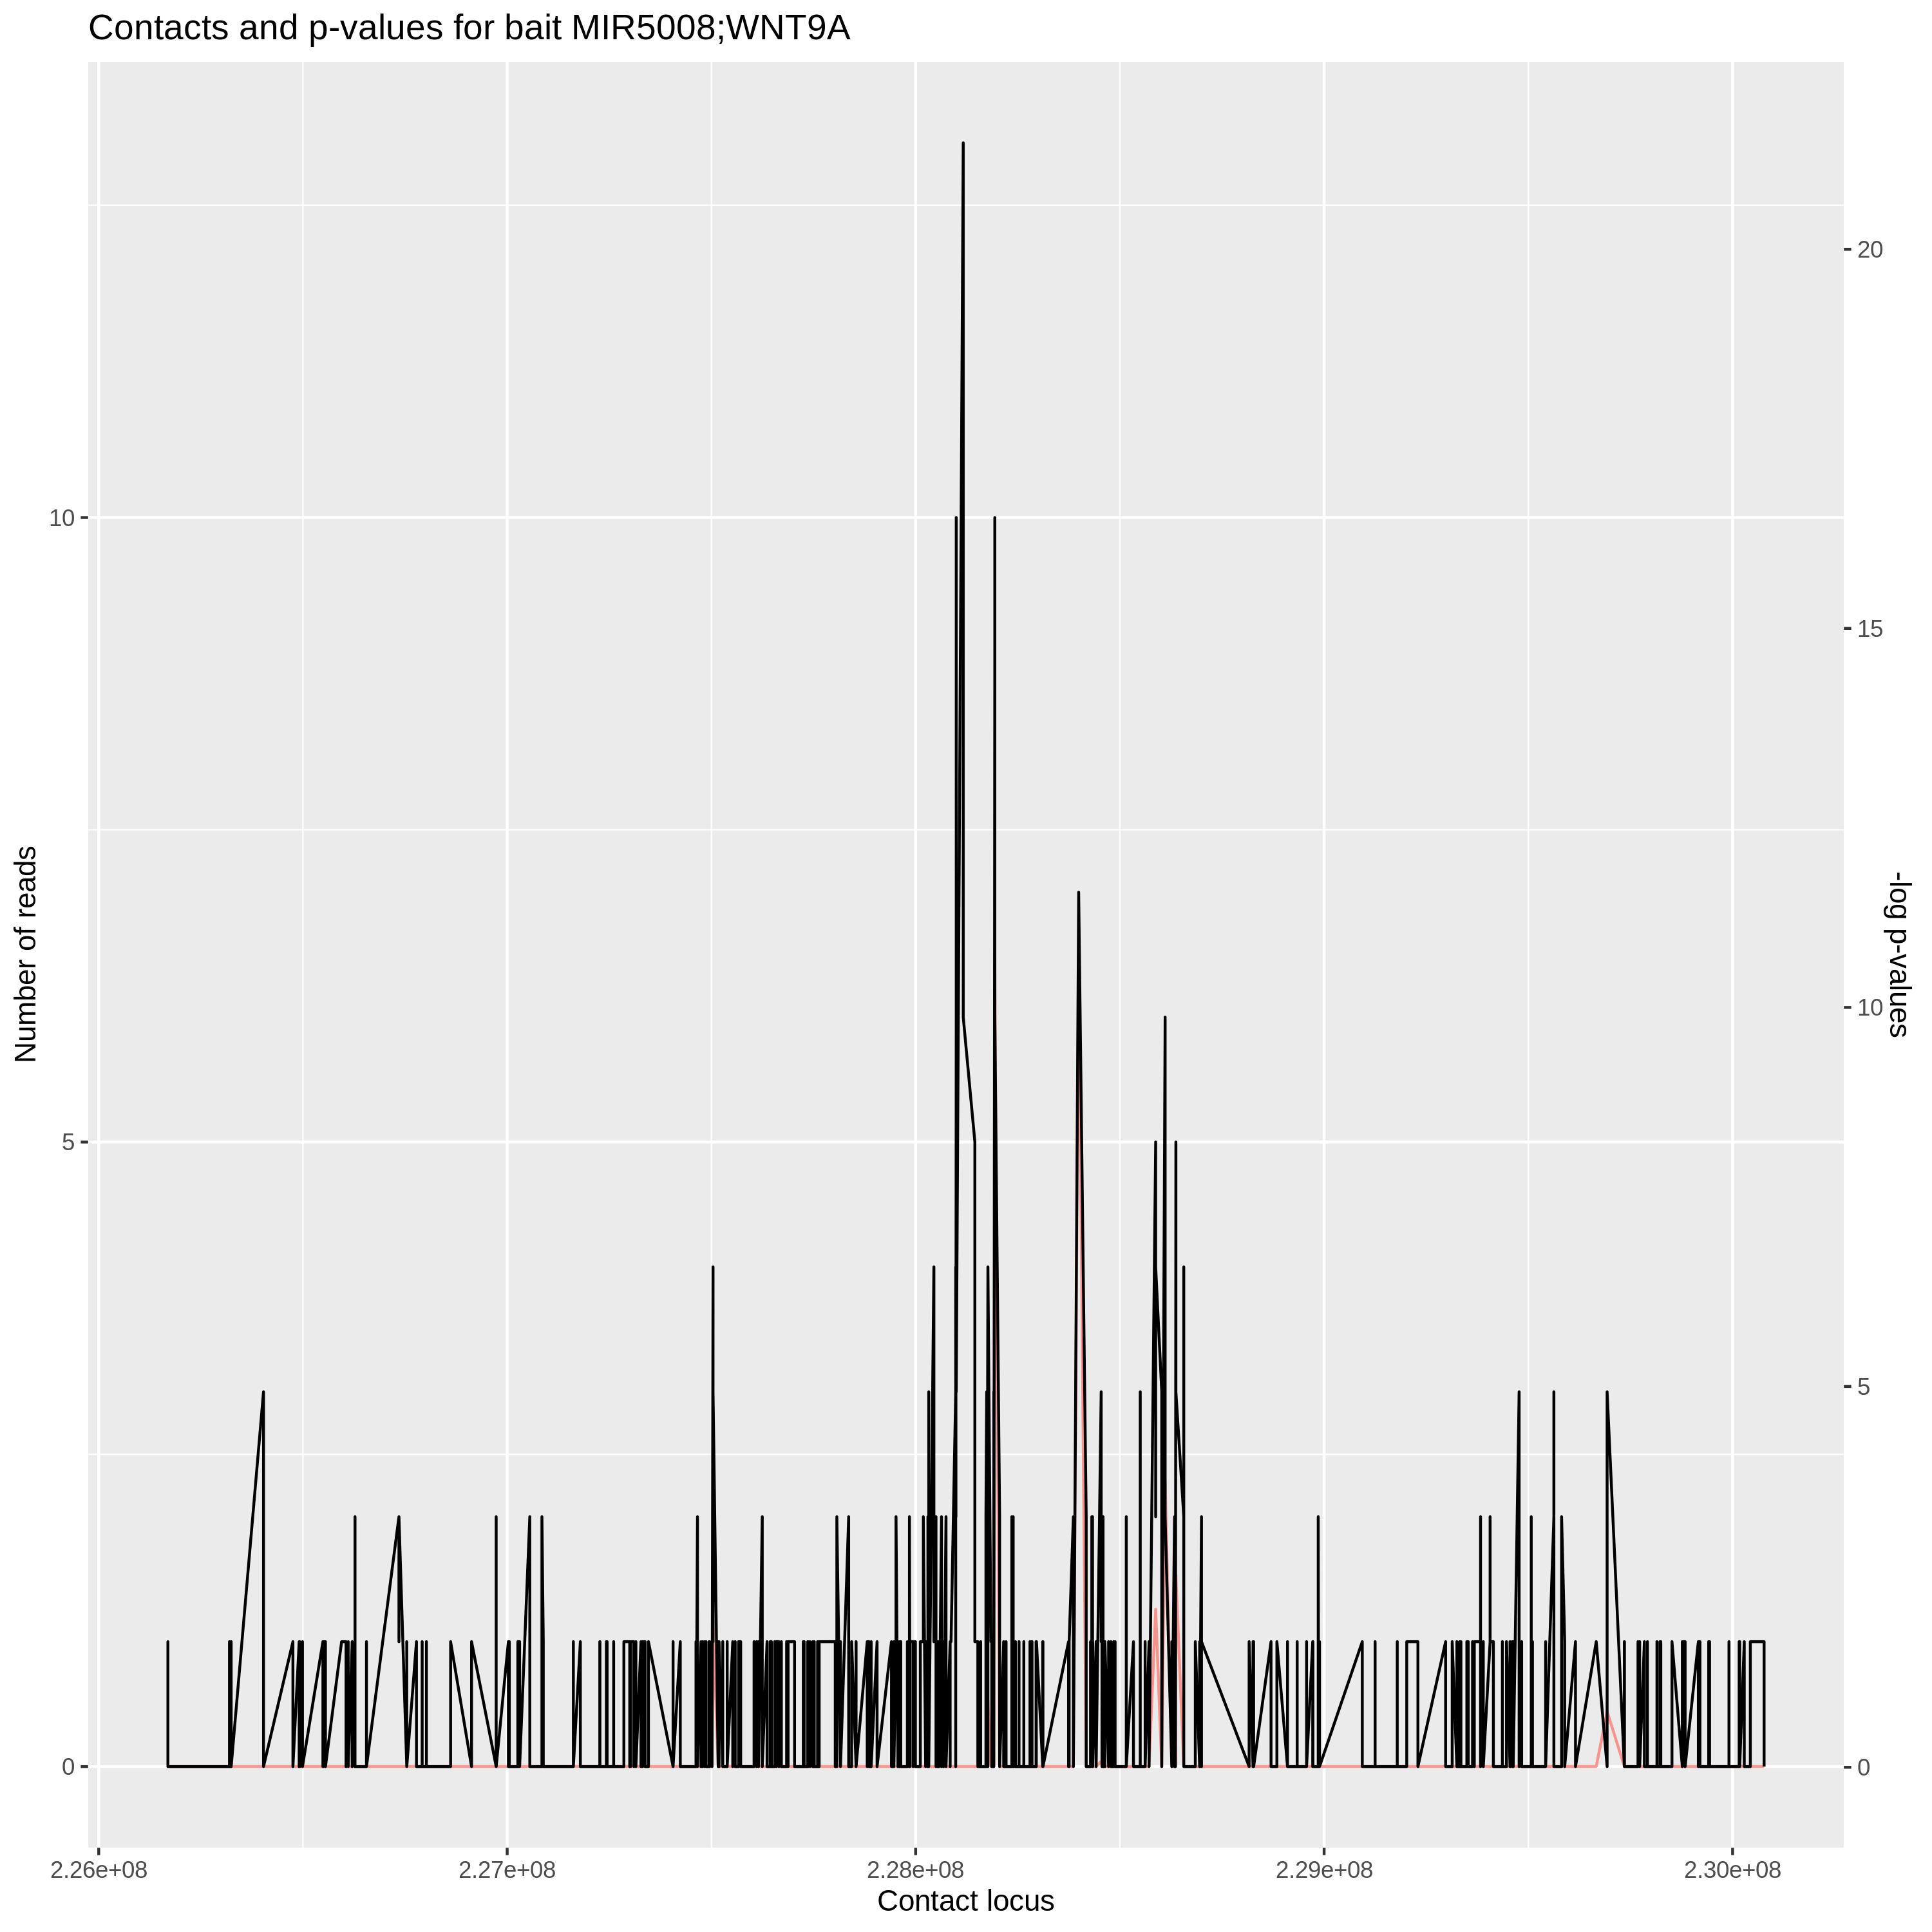 Contacts and p-values for bait MIR5008;WNT9A
Number of reads
10
5
0
20
15
10
5
0
-log p-values
2.26e+08 2.27e+08 2.28e+08 2.29e+08 2.30e+08
Contact locus